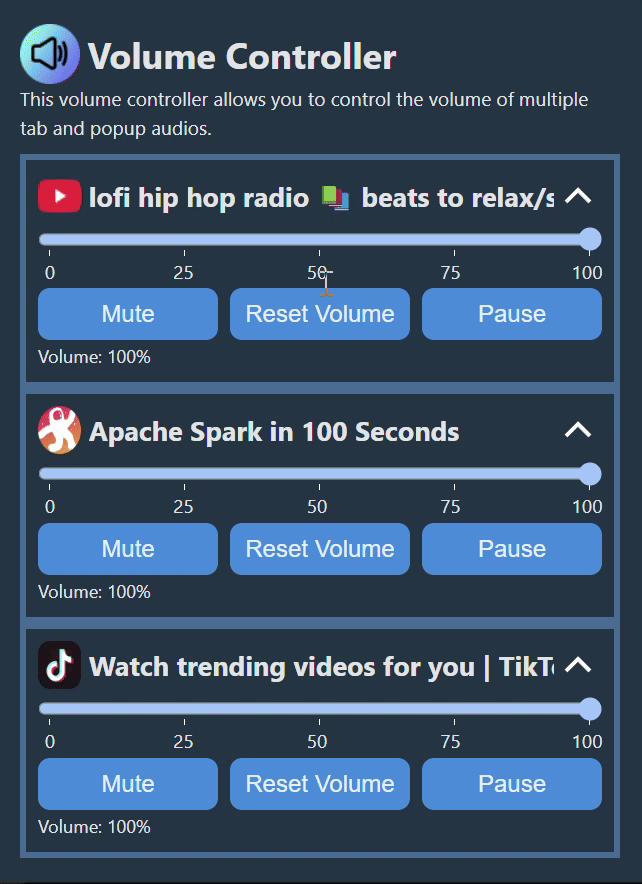 Volume Controller
This volume controller allows you to control the volume of multiple
tab and popup audios.
lofi hip hop radio 📚 beats to relax/s
0 25 50 75 100
Mute Reset Volume Pause
Volume: 100%
Apache Spark in 100 Seconds
0 25 50 75 100
Mute Reset Volume Pause
Volume: 100%
Watch trending videos for you | TikTo
0 25 50 75 100
Mute Reset Volume Pause
Volume: 100%